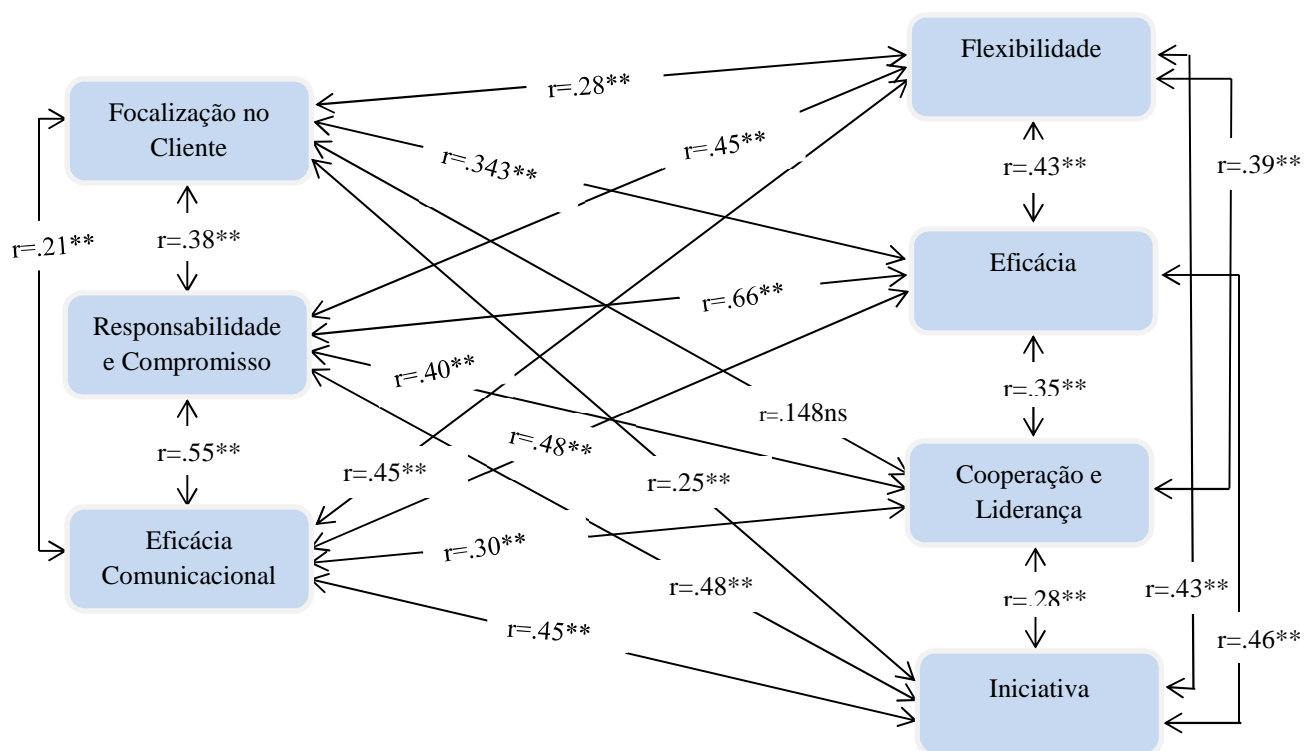 Flexibilidade
r=.28**
Focalização no
Cliente
r=.45**
r=.43**
r=.39**
r=.343**
r=.21**
r=.38**
Eficácia
r=.66**
Responsabilidade
e Compromisso
r=.40**
r=.35**
r=.148ns
r=.55**
r=.48**
r=.45**
r=.25**
Cooperação e
Liderança
Eficácia
Comunicacional
r=.30**
r=.48**
r=.28**
r=.43**
r=.45**
r=.46**
Iniciativa